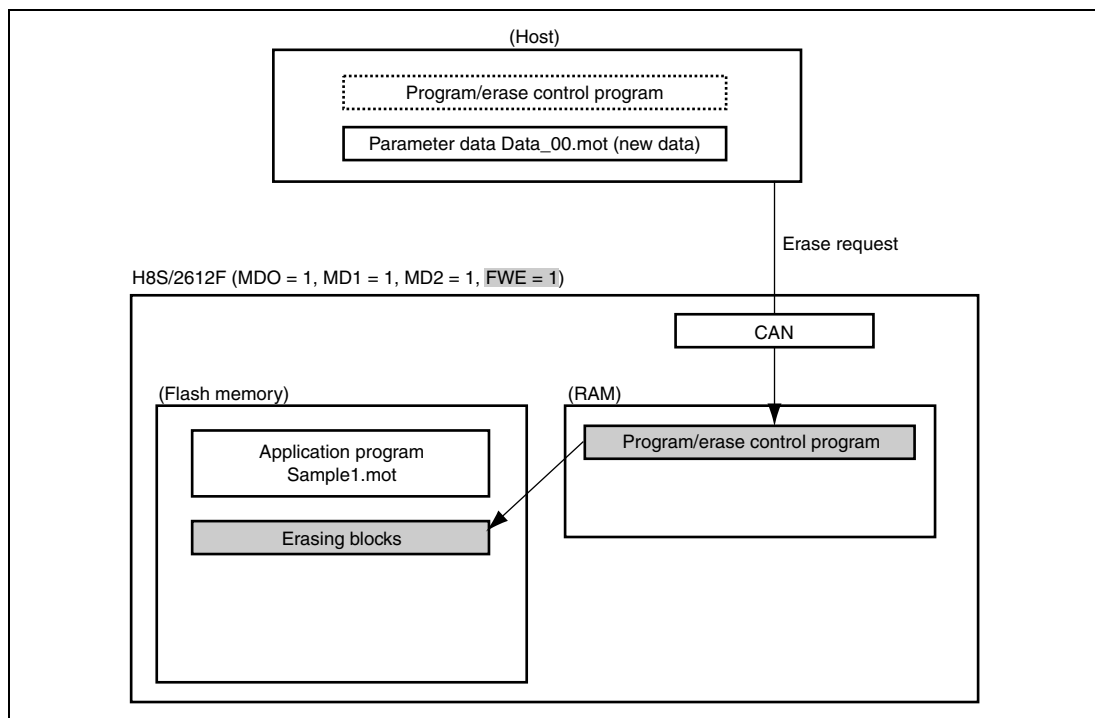 (Host)
Program/erase control program
Parameter data Data_00.mot (new data)
Erase request
H8S/2612F (MDO = 1, MD1 = 1, MD2 = 1, FWE = 1)
CAN
(Flash memory)
(RAM)
Application program
Sample1.mot
Program/erase control program
Erasing blocks